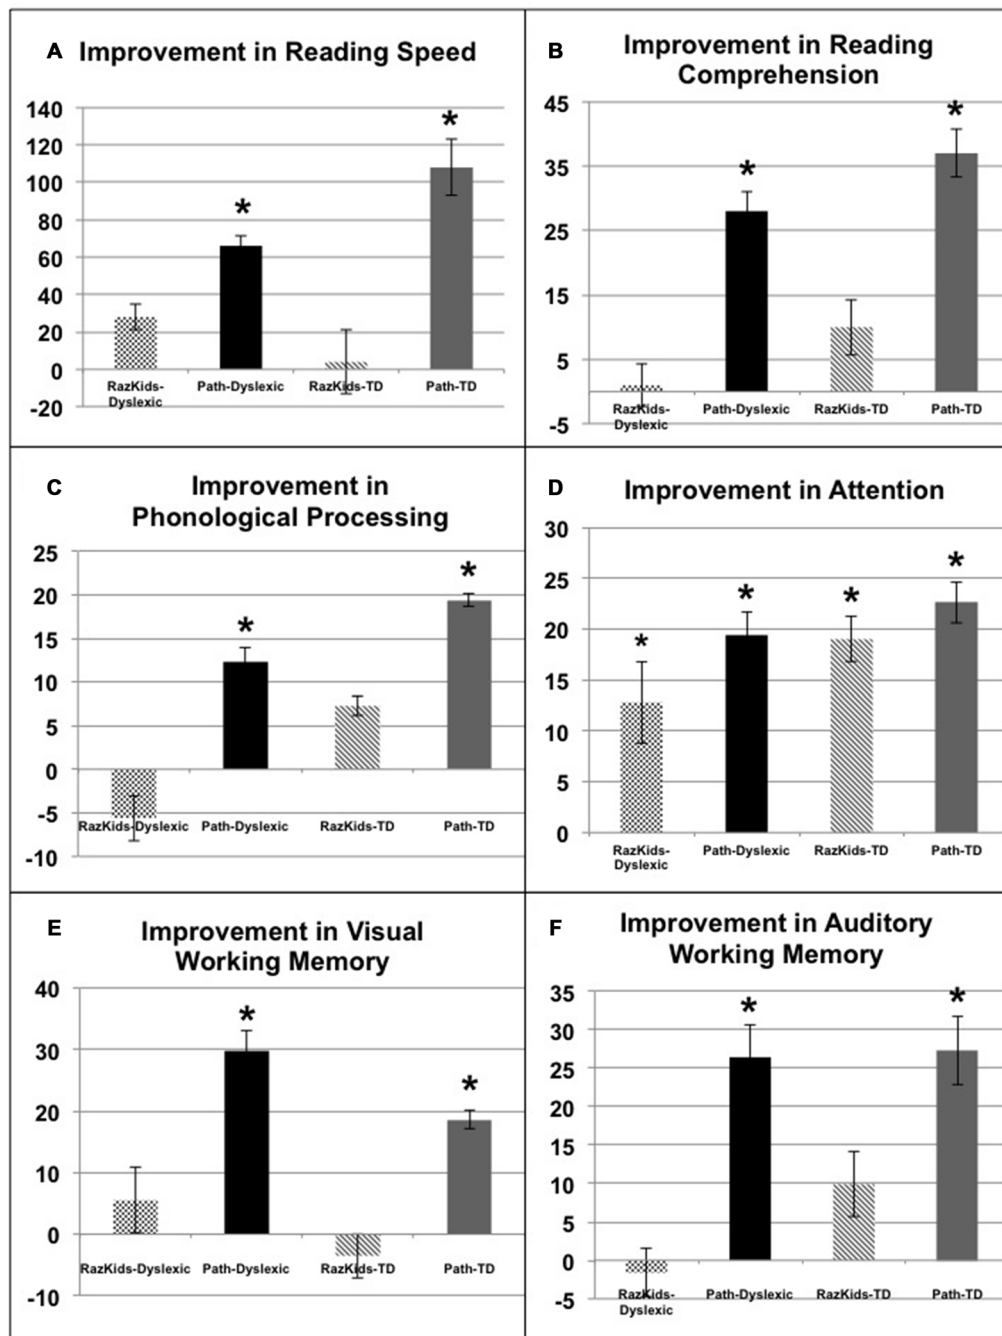 A Improvement in Reading Speed
140
*
120
100
*
80
60
40
20
0
RazKids-
Dyslexic
Path-Dyslexic
RazKids-TD
Path-TD
-20
B Improvement in Reading
Comprehension
45
*
*
35
25
15
5
RazKids-
Dyslexic
Path-Dyslexic
RazKids-TD
Path-TD
-5
C Improvement in
Phonological Processing
25
*
20
*
15
10
5
0
-5
RazKids-Dyslexic
Path-Dyslexic
RazKids-TD
Path-TD
-10
D Improvement in Attention
30
*
25
*
*
*
20
15
10
5
0
RazKids-
Dyslexic
Path-Dyslexic
RazKids-TD
Path-TD
E Improvement in Visual
Working Memory
40
*
30
*
20
10
0
RazKids-Dyslexic
Path-Dyslexic
RazKids-TD
Path-TD
-10
F Improvement in Auditory
Working Memory
35
*
*
30
25
20
15
10
5
0
RazKids-
Dyslexic
Path-Dyslexic
RazKids-TD
Path-TD
-5